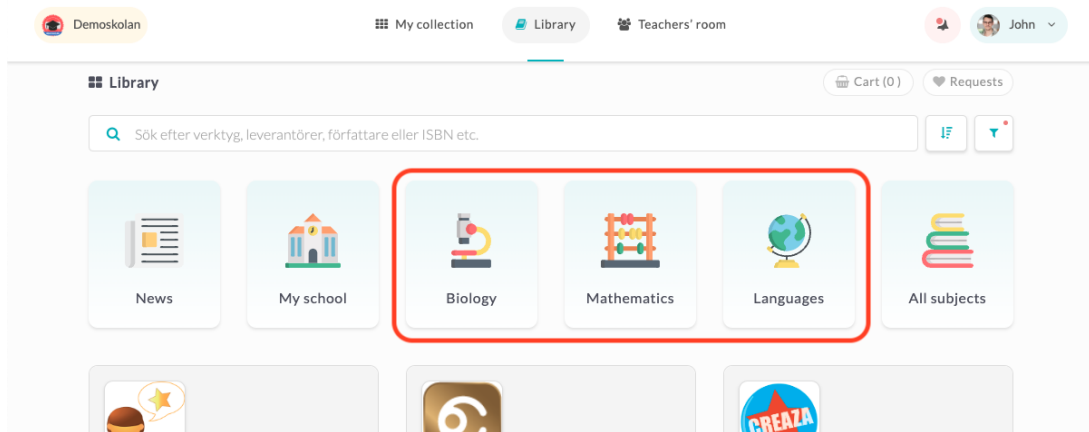 Demoskolan
My collection
Library
Teachers' room
John
Library
Cart (0 )
Requests
Sök efter verktyg, leverantörer, författare eller ISBN etc.
News
My school
Biology
Mathematics
Languages
All subjects
CREAZA